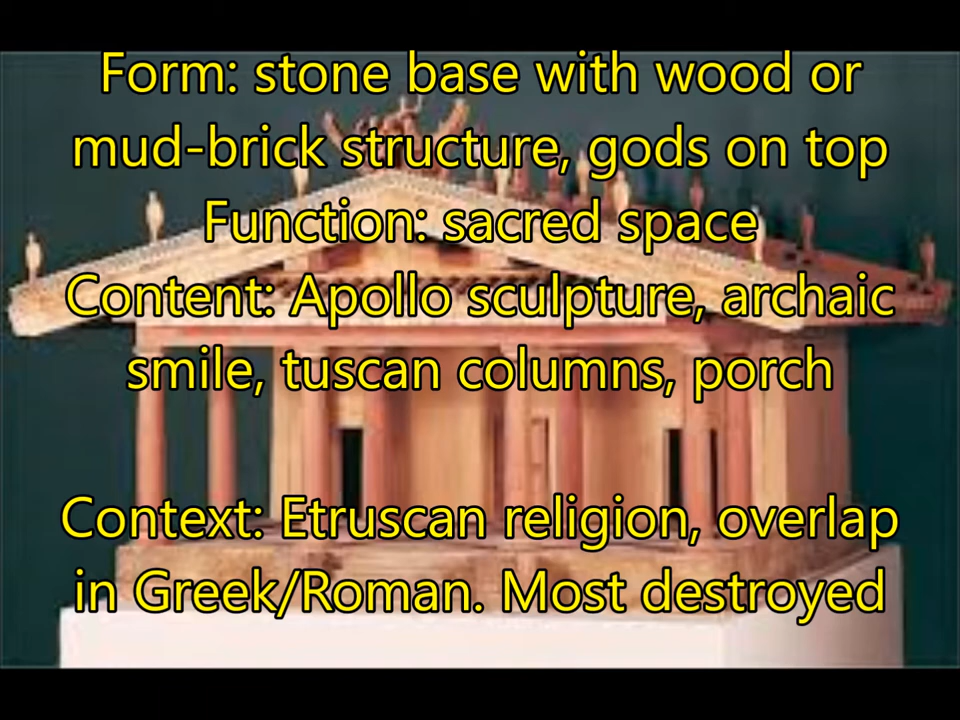 Form: stone base with wood or
mud-brick structure, gods on top
Function: sacred space
Content: Apollo sculpture, archaic
smile, tuscan columns, porch
Context: Etruscan religion, overlap
in Greek/Roman. Most destroyed